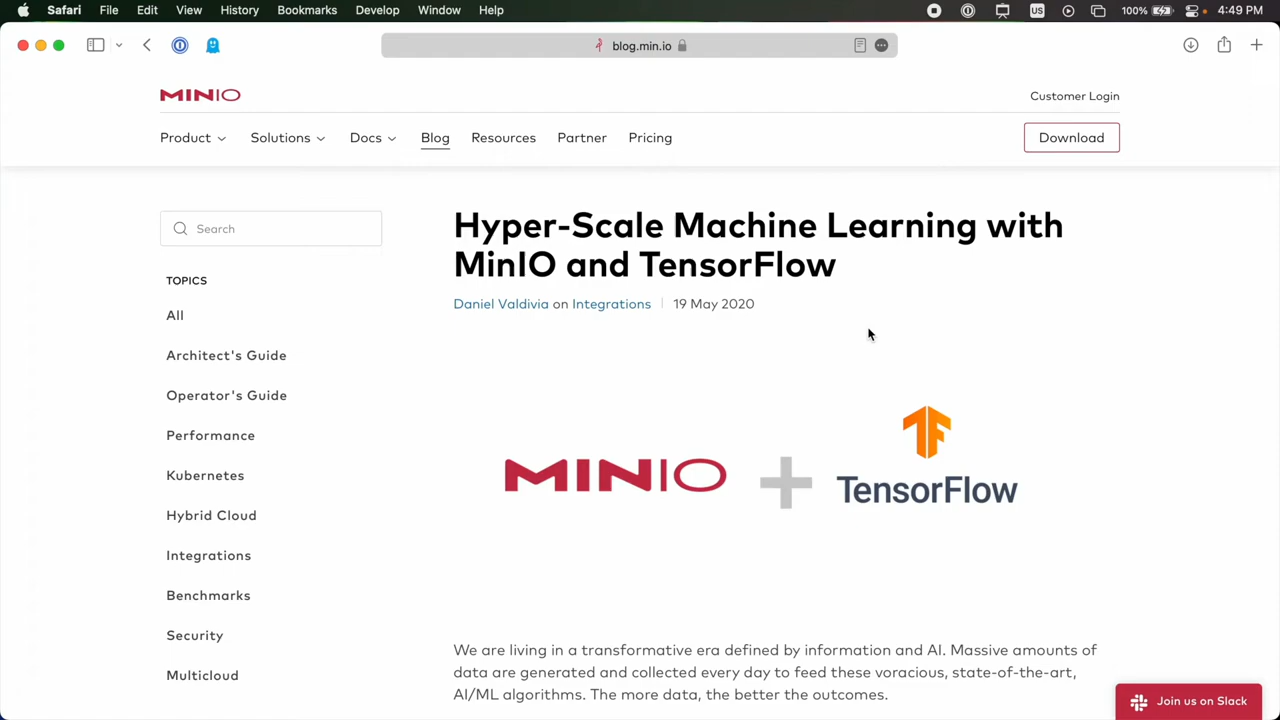 Safari File Edit View History Bookmarks Develop Window Help US 100% 4:49 PM
blog.min.io
MINIO
Customer Login
Product Solutions Docs Blog Resources Partner Pricing Download
Search
TOPICS
All
Architect's Guide
Operator's Guide
Performance
Kubernetes
Hybrid Cloud
Integrations
Benchmarks
Security
Multicloud
Hyper-Scale Machine Learning with
MinIO and TensorFlow
Daniel Valdivia on Integrations 19 May 2020
MINIO + TensorFlow
We are living in a transformative era defined by information and AI. Massive amounts of
data are generated and collected every day to feed these voracious, state-of-the-art,
AI/ML algorithms. The more data, the better the outcomes.
Join us on Slack